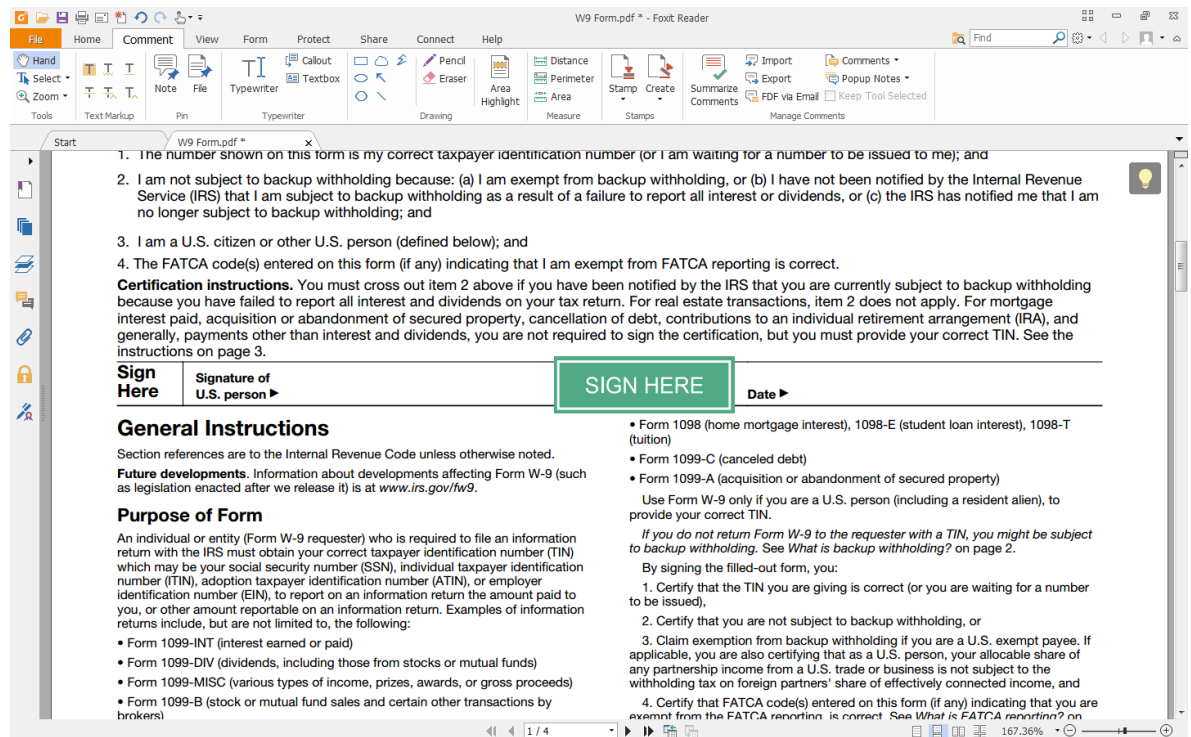 W9 Form.pdf * - Foxit Reader
File Home Comment View Form Protect Share Connect Help
Find
Hand
Select
Zoom
Tools
Text Markup
Note File
Pin
Typewriter
Callout
Textbox
Typewriter
Pencil
Eraser
Area Highlight
Drawing
Distance
Perimeter
Area
Measure
Stamp Create
Stamps
Summarize Comments
Import
Export
FDF via Email
Comments
Popup Notes
Keep Tool Selected
Manage Comments
Start W9 Form.pdf * x
1. The number shown on this form is my correct taxpayer identification number (or I am waiting for a number to be issued to me); and
2. I am not subject to backup withholding because: (a) I am exempt from backup withholding, or (b) I have not been notified by the Internal Revenue
Service (IRS) that I am subject to backup withholding as a result of a failure to report all interest or dividends, or (c) the IRS has notified me that I am
no longer subject to backup withholding; and
3. I am a U.S. citizen or other U.S. person (defined below); and
4. The FATCA code(s) entered on this form (if any) indicating that I am exempt from FATCA reporting is correct.
Certification instructions. You must cross out item 2 above if you have been notified by the IRS that you are currently subject to backup withholding
because you have failed to report all interest and dividends on your tax return. For real estate transactions, item 2 does not apply. For mortgage
interest paid, acquisition or abandonment of secured property, cancellation of debt, contributions to an individual retirement arrangement (IRA), and
generally, payments other than interest and dividends, you are not required to sign the certification, but you must provide your correct TIN. See the
instructions on page 3.
Sign Here
Signature of
U.S. person ▶
SIGN HERE
Date ▶
General Instructions
Section references are to the Internal Revenue Code unless otherwise noted.
Future developments. Information about developments affecting Form W-9 (such
as legislation enacted after we release it) is at www.irs.gov/fw9.
Purpose of Form
An individual or entity (Form W-9 requester) who is required to file an information
return with the IRS must obtain your correct taxpayer identification number (TIN)
which may be your social security number (SSN), individual taxpayer identification
number (ITIN), adoption taxpayer identification number (ATIN), or employer
identification number (EIN), to report on an information return the amount paid to
you, or other amount reportable on an information return. Examples of information
returns include, but are not limited to, the following:
• Form 1099-INT (interest earned or paid)
• Form 1099-DIV (dividends, including those from stocks or mutual funds)
• Form 1099-MISC (various types of income, prizes, awards, or gross proceeds)
• Form 1099-B (stock or mutual fund sales and certain other transactions by
brokers)
• Form 1098 (home mortgage interest), 1098-E (student loan interest), 1098-T
(tuition)
• Form 1099-C (canceled debt)
• Form 1099-A (acquisition or abandonment of secured property)
Use Form W-9 only if you are a U.S. person (including a resident alien), to
provide your correct TIN.
If you do not return Form W-9 to the requester with a TIN, you might be subject
to backup withholding. See What is backup withholding? on page 2.
By signing the filled-out form, you:
1. Certify that the TIN you are giving is correct (or you are waiting for a number
to be issued),
2. Certify that you are not subject to backup withholding, or
3. Claim exemption from backup withholding if you are a U.S. exempt payee. If
applicable, you are also certifying that as a U.S. person, your allocable share of
any partnership income from a U.S. trade or business is not subject to the
withholding tax on foreign partners' share of effectively connected income, and
4. Certify that FATCA code(s) entered on this form (if any) indicating that you are
exempt from the FATCA reporting, is correct. See What is FATCA reporting? on
1 / 4
167.36%